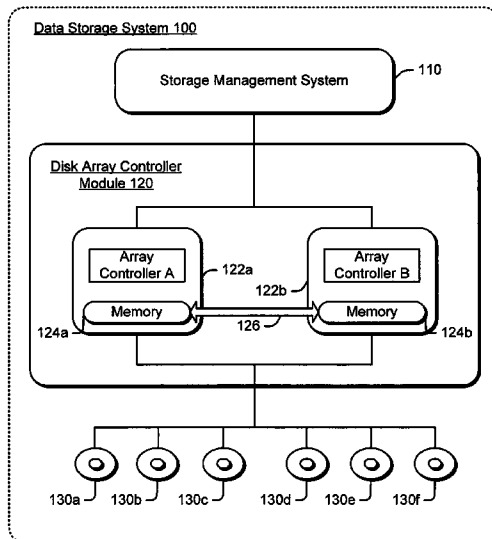 Data Storage System 100
Storage Management System
110
Disk Array Controller
Module 120
Array
Controller A
122a
Array
Controller B
122b
Memory
124a
126
Memory
124b
130a
130b
130c
130d
130e
130f